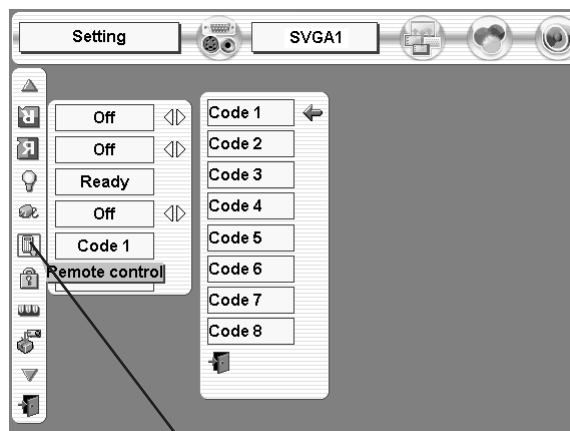 Setting
SVGA1
Off
Off
Ready
Off
Code 1
Remote control
Code 1
Code 2
Code 3
Code 4
Code 5
Code 6
Code 7
Code 8